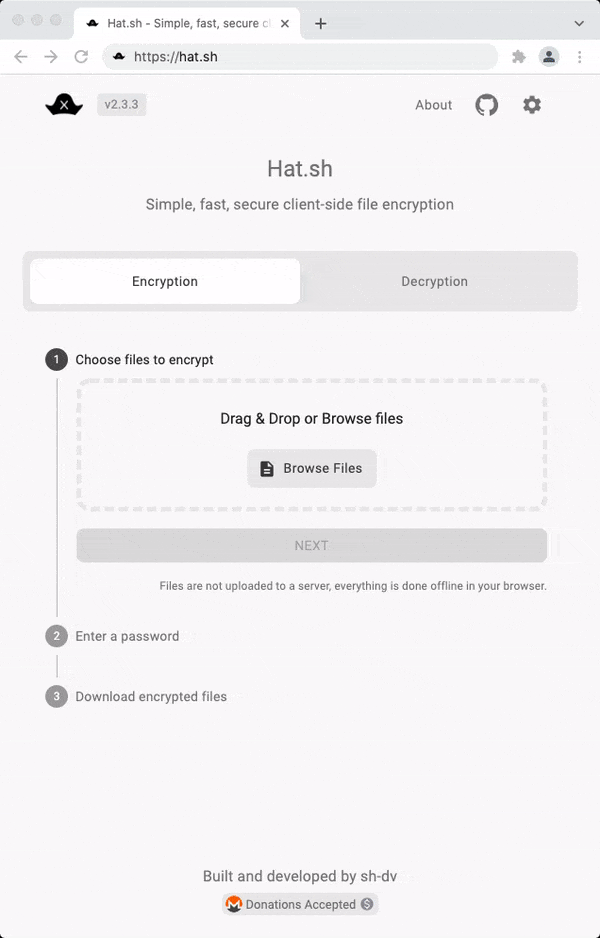 Hat.sh - Simple, fast, secure cl
https://hat.sh
X
v2.3.3
About
Hat.sh
Simple, fast, secure client-side file encryption
Encryption
Decryption
1 Choose files to encrypt
Drag & Drop or Browse files
Browse Files
NEXT
Files are not uploaded to a server, everything is done offline in your browser.
2 Enter a password
3 Download encrypted files
Built and developed by sh-dv
Donations Accepted $